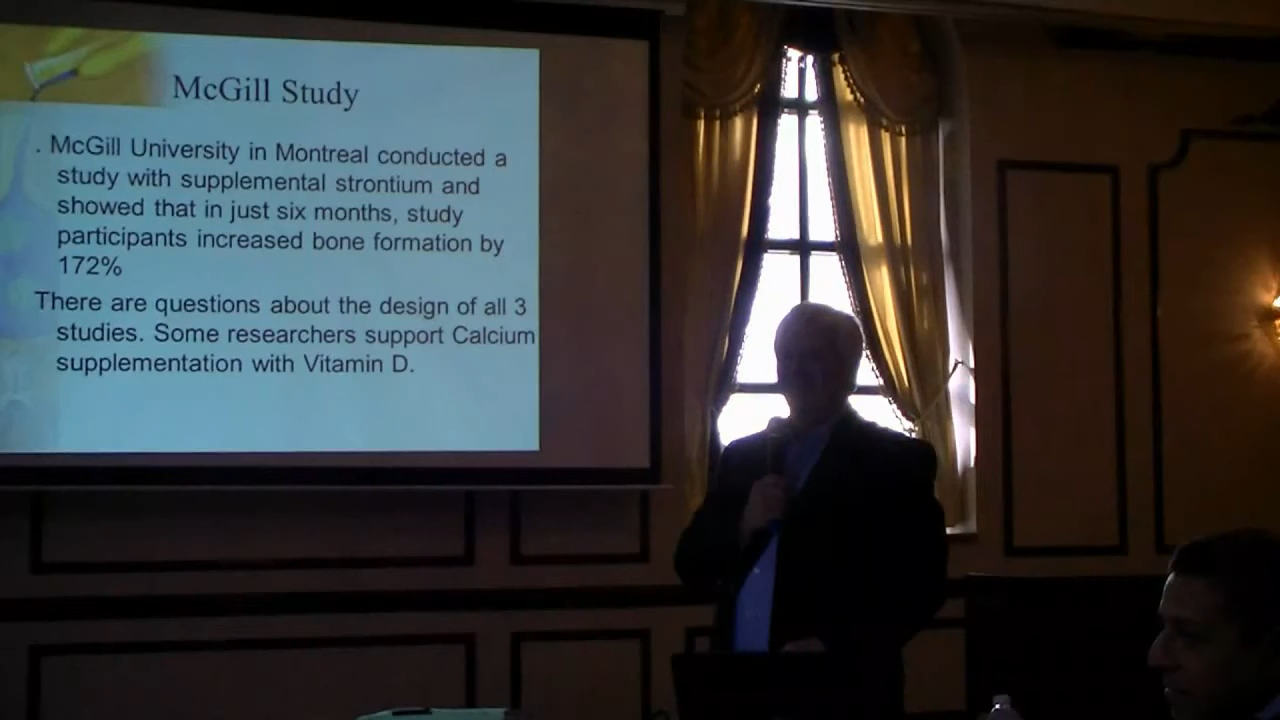 McGill Study
. McGill University in Montreal conducted a
study with supplemental strontium and
showed that in just six months, study
participants increased bone formation by
172%
There are questions about the design of all 3
studies. Some researchers support Calcium
supplementation with Vitamin D.